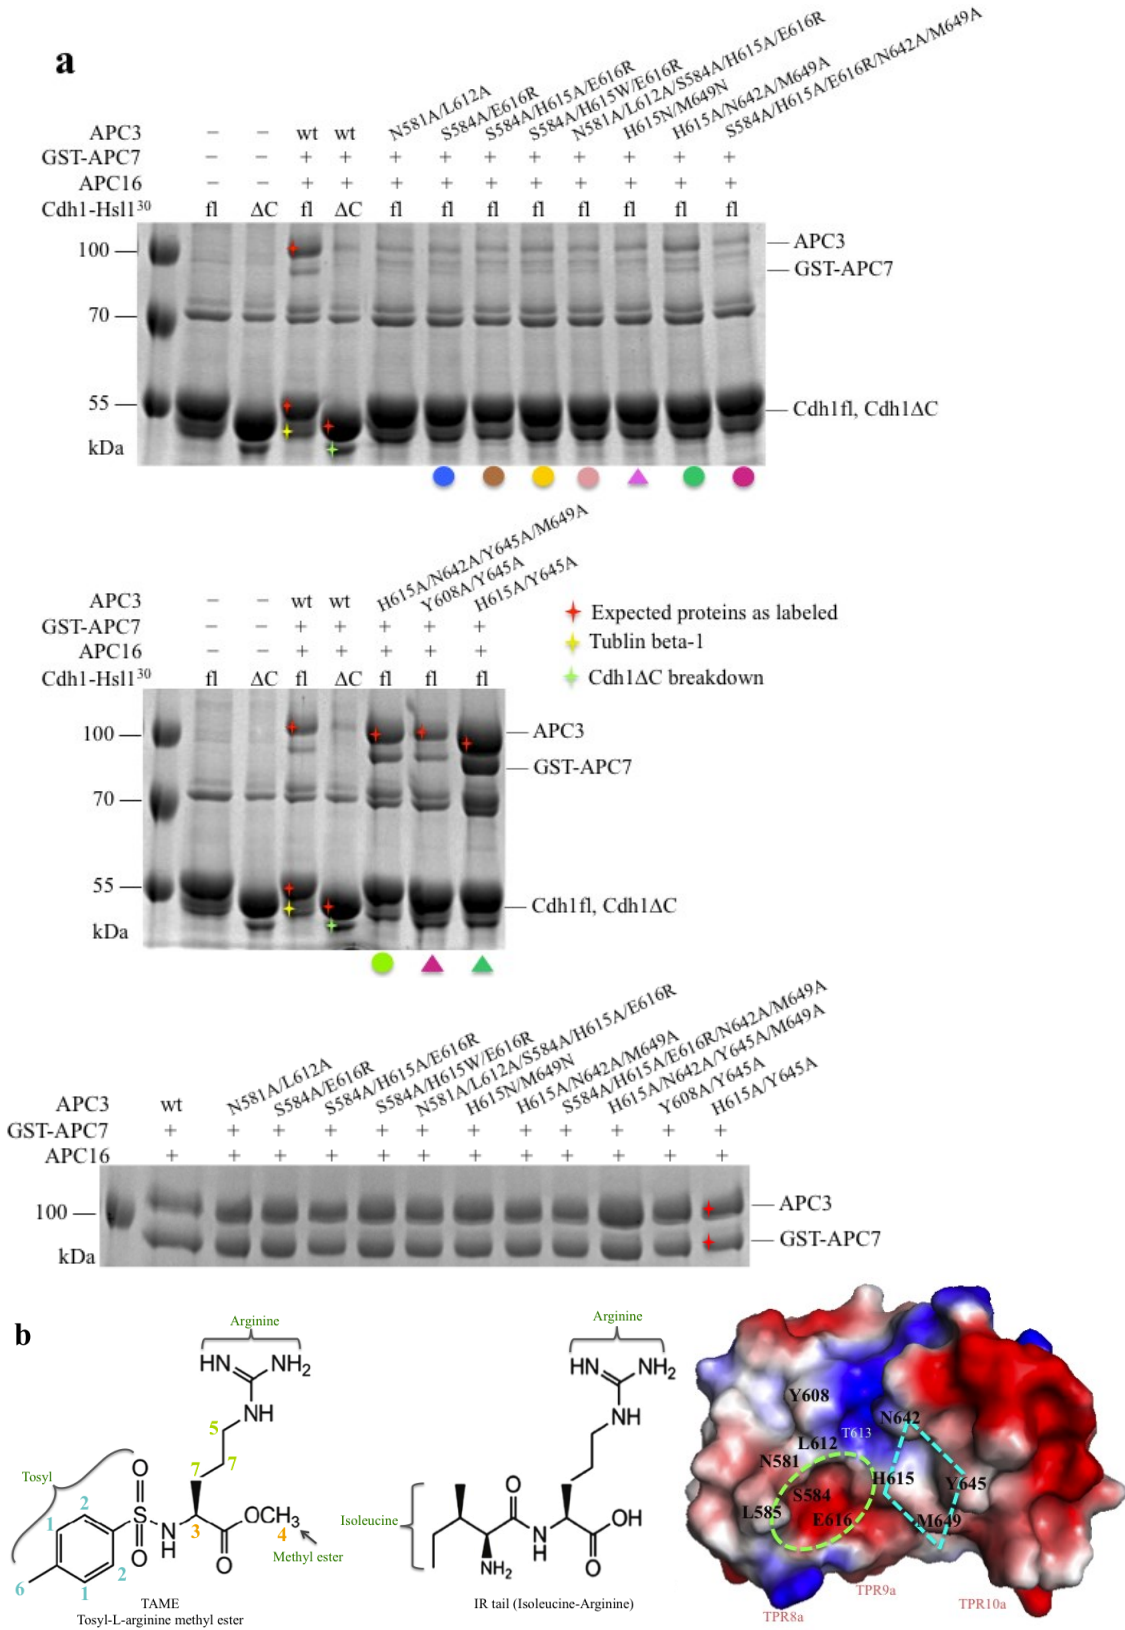 a
N581A/L612A
S584A/E616R
S584A/H615A/E616R
S584A/H615W/E616R
N581A/L612A/S584A/H615A/E616R
H615N/M649N
H615A/N642A/M649A
S584A/H615A/E616R/N642A/M649A
APC3 – – wt wt
GST-APC7 – – + + + + + + + + + +
APC16 – – + + + + + + + + + +
Cdh1-Hsl1³⁰ fl ΔC fl ΔC fl fl fl fl fl fl fl fl
100
APC3
GST-APC7
70
55
Cdh1fl, Cdh1ΔC
kDa
H615A/N642A/Y645A/M649A
Y608A/Y645A
H615A/Y645A
APC3 – – wt wt
GST-APC7 – – + + + + +
APC16 – – + + + + +
Cdh1-Hsl1³⁰ fl ΔC fl ΔC fl fl fl
Expected proteins as labeled
Tublin beta-1
Cdh1ΔC breakdown
100
APC3
GST-APC7
70
55
Cdh1fl, Cdh1ΔC
kDa
N581A/L612A
S584A/E616R
S584A/H615A/E616R
S584A/H615W/E616R
N581A/L612A/S584A/H615A/E616R
H615N/M649N
H615A/N642A/M649A
S584A/H615A/E616R/N642A/M649A
H615A/N642A/Y645A/M649A
Y608A/Y645A
H615A/Y645A
APC3 wt
GST-APC7 + + + + + + + + + + + +
APC16 + + + + + + + + + + + +
100
APC3
GST-APC7
kDa
b
Arginine
HN NH₂
NH
5
7 7
Tosyl
O
2
S
1
NH
3
OCH₃
4
O
O
Methyl ester
6
1
2
TAME
Tosyl-L-arginine methyl ester
Arginine
HN NH₂
NH
Isoleucine
O
OH
NH
NH₂
O
IR tail (Isoleucine-Arginine)
Y608
N642
T613
L612
N581
H615
Y645
S584
L585
E616
M649
TPR9a
TPR8a
TPR10a